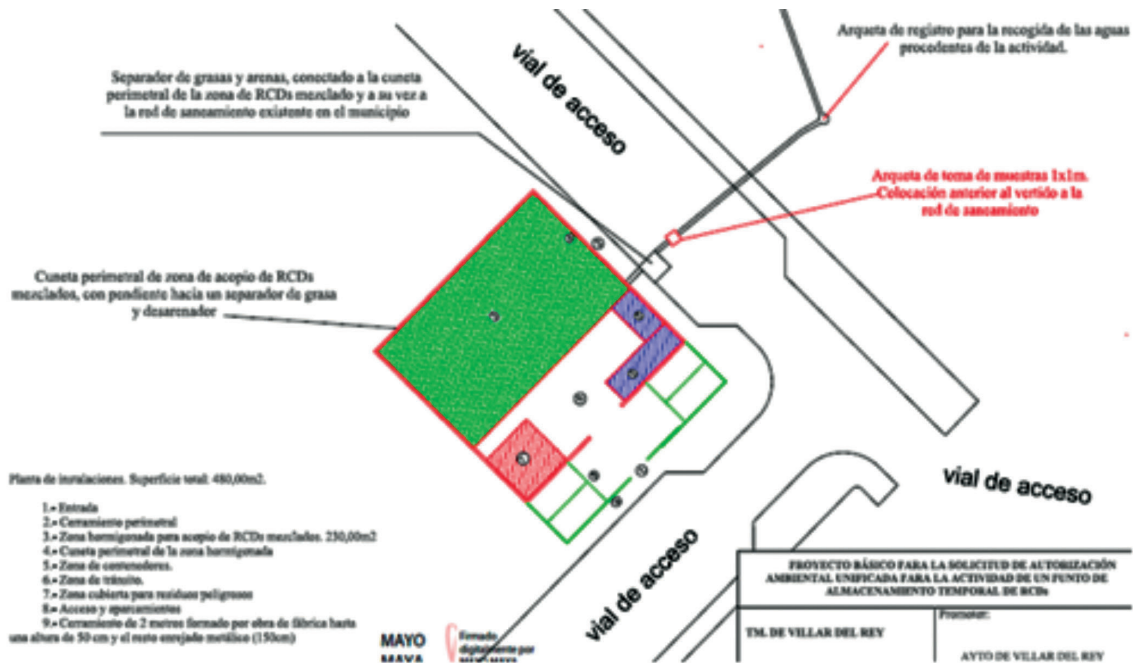 Arqueta de registro para la recogida de las aguas
procedentes de la actividad.
vial de acceso
Separador de grasas y arenas, conectado a la cuneta
perimetral de la zona de RCDs mezclado y a su vez a
la red de saneamiento existente en el municipio
Arqueta de toma de muestras 1x1m.
Colocación anterior al vertido a la
red de saneamiento
Cuneta perimetral de zona de acopio de RCDs
mezclados, con pendiente hacia un separador de grasa
y desarenador
vial de acceso
vial de acceso
Planta de instalaciones. Superficie total: 480,00m2.
1.- Entrada
2.- Cerramiento perimetral
3.- Zona hormigonada para acopio de RCDs mezclados. 230,00m2
4.- Cuneta perimetral de la zona hormigonada
5.- Zona de contenedores.
6.- Zona de tránsito.
7.- Zona cubierta para residuos peligrosos
8.- Acceso y aparcamientos
9.- Cerramiento de 2 metros formado por obra de fábrica hasta
una altura de 50 cm y el resto enrejado metálico (150cm)
MAYO
MAYA
Firmado
digitalmente por
PROYECTO BÁSICO PARA LA SOLICITUD DE AUTORIZACIÓN
AMBIENTAL UNIFICADA PARA LA ACTIVIDAD DE UN PUNTO DE
ALMACENAMIENTO TEMPORAL DE RCDs
TM. DE VILLAR DEL REY
Promotor:
AYTO DE VILLAR DEL REY